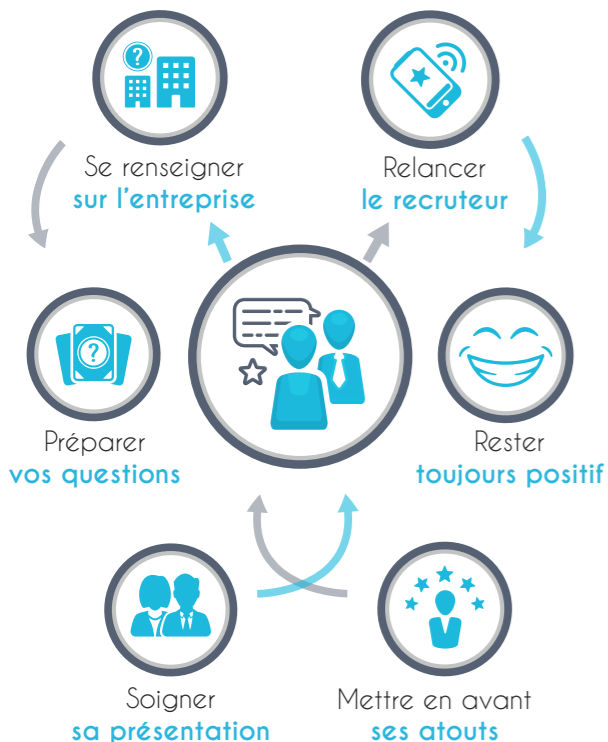 Se renseigner
sur l'entreprise
Relancer
le recruteur
Préparer
vos questions
Rester
toujours positif
Soigner
sa présentation
Mettre en avant
ses atouts